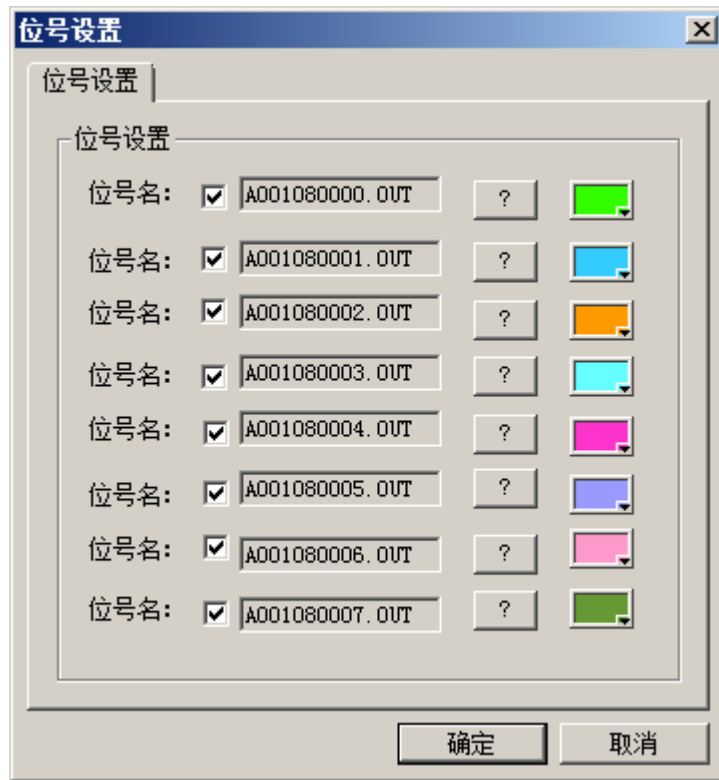 位号设置
位号设置
位号设置
位号名: A001080000.OUT ?
位号名: A001080001.OUT ?
位号名: A001080002.OUT ?
位号名: A001080003.OUT ?
位号名: A001080004.OUT ?
位号名: A001080005.OUT ?
位号名: A001080006.OUT ?
位号名: A001080007.OUT ?
确定 取消